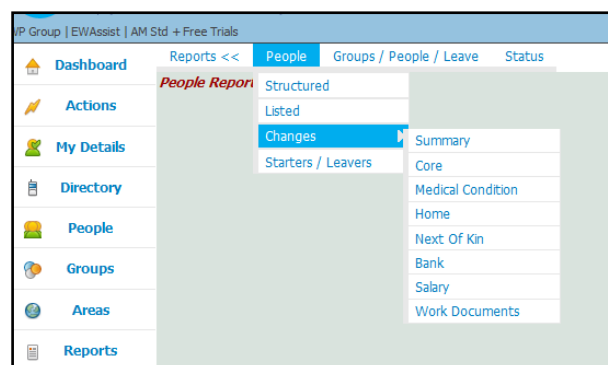 VP Group | EWAssist | AM Std + Free Trials
Reports << People Groups / People / Leave Status
People Report
Dashboard
Actions
My Details
Directory
People
Groups
Areas
Reports
Structured
Listed
Changes
Starters / Leavers
Summary
Core
Medical Condition
Home
Next Of Kin
Bank
Salary
Work Documents